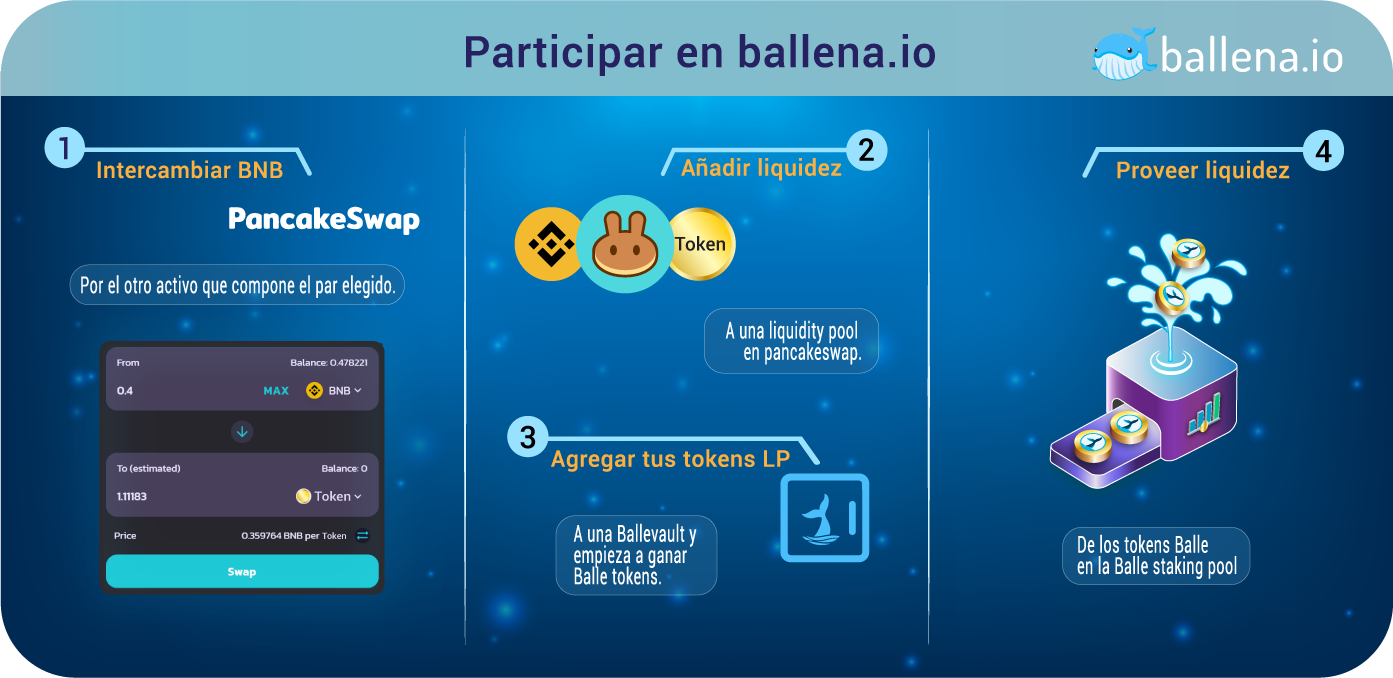 Participar en ballena.io
ballena.io
1
Intercambiar BNB
PancakeSwap
Por el otro activo que compone el par elegido.
From
Balance: 0.478221
0.4
MAX
BNB
To (estimated)
Balance: 0
1.11183
Token
Price
0.359764 BNB per Token
Swap
2
Añadir liquidez
Token
A una liquidity pool
en pancakeswap.
3
Agregar tus tokens LP
A una Ballevault y
empieza a ganar
Balle tokens.
4
Proveer liquidez
De los tokens Balle
en la Balle staking pool